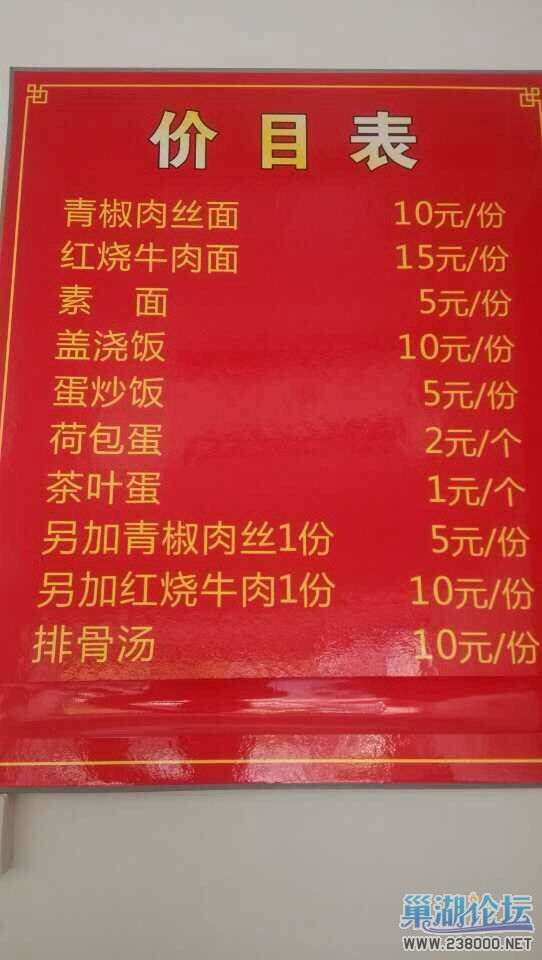 价目表
青椒肉丝面 10元/份
红烧牛肉面 15元/份
素 面 5元/份
盖浇饭 10元/份
蛋炒饭 5元/份
荷包蛋 2元/个
茶叶蛋 1元/个
另加青椒肉丝1份 5元/份
另加红烧牛肉1份 10元/份
排骨汤 10元/份
巢湖论坛
WWW.238000.NET